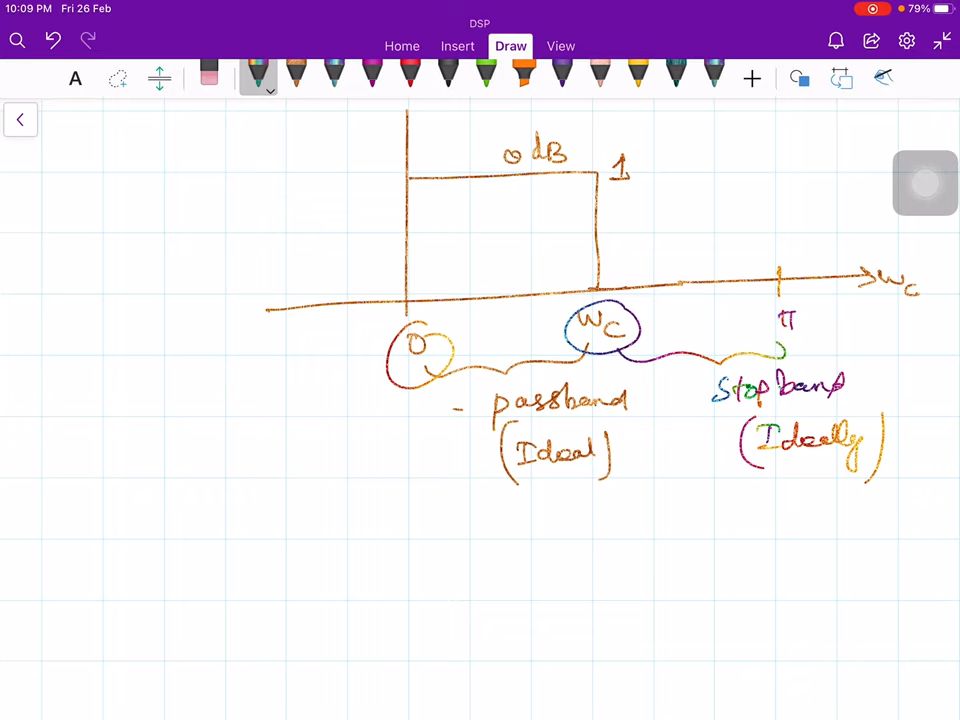 10:09 PM Fri 26 Feb
79%
DSP
Home Insert Draw View
A
0 dB
1
0
Wc
π
Wc
- passband
(Ideal)
Stop band
(Ideally)